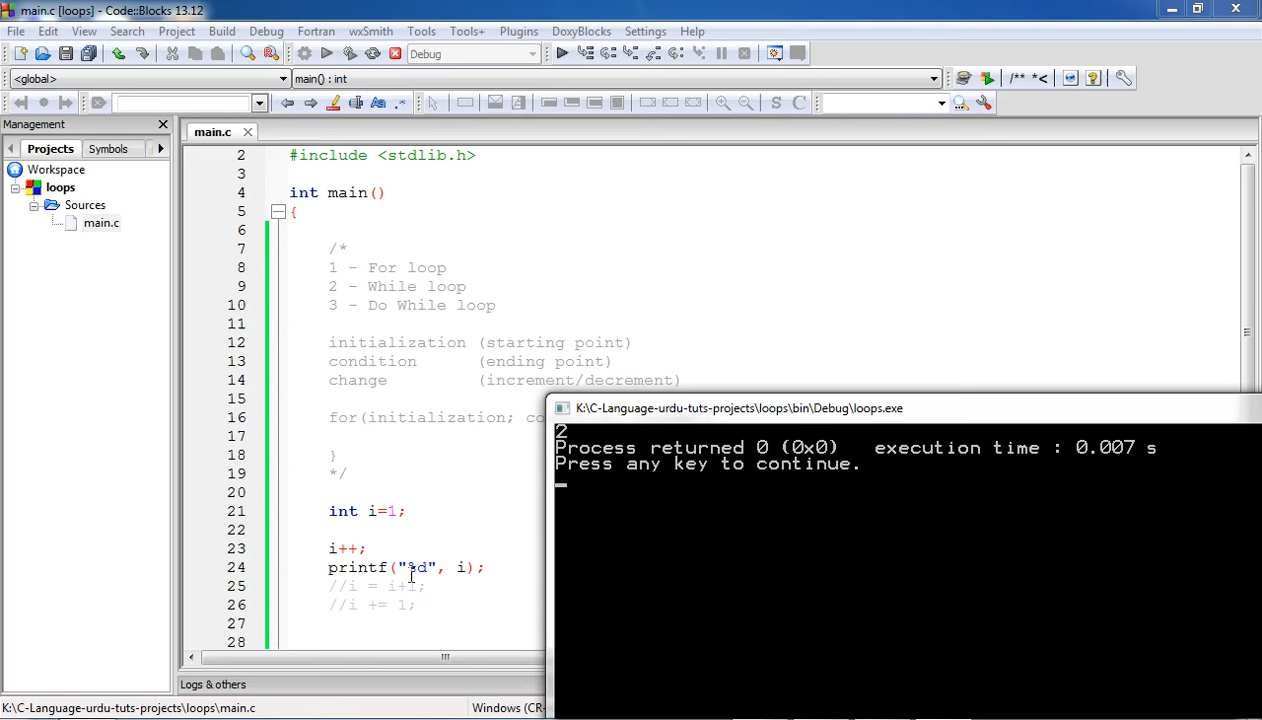 main.c [loops] - Code::Blocks 13.12
File Edit View Search Project Build Debug Fortran wxSmith Tools Tools+ Plugins DoxyBlocks Settings Help
Debug
<global> main() : int /** *<
Management
Projects Symbols
Workspace
loops
Sources
main.c
main.c
2 #include <stdlib.h>
3
4 int main()
5 {
6
7 /*
8 1 - For loop
9 2 - While loop
10 3 - Do While loop
11
12 initialization (starting point)
13 condition (ending point)
14 change (increment/decrement)
15
16 for(initialization; co
17
18 }
19 */
20
21 int i=1;
22
23 i++;
24 printf("%d", i);
25 //i = i+1;
26 //i += 1;
27
28
K:\C-Language-urdu-tuts-projects\loops\bin\Debug\loops.exe
2
Process returned 0 (0x0) execution time : 0.007 s
Press any key to continue.
Logs & others
K:\C-Language-urdu-tuts-projects\loops\main.c Windows (CR-